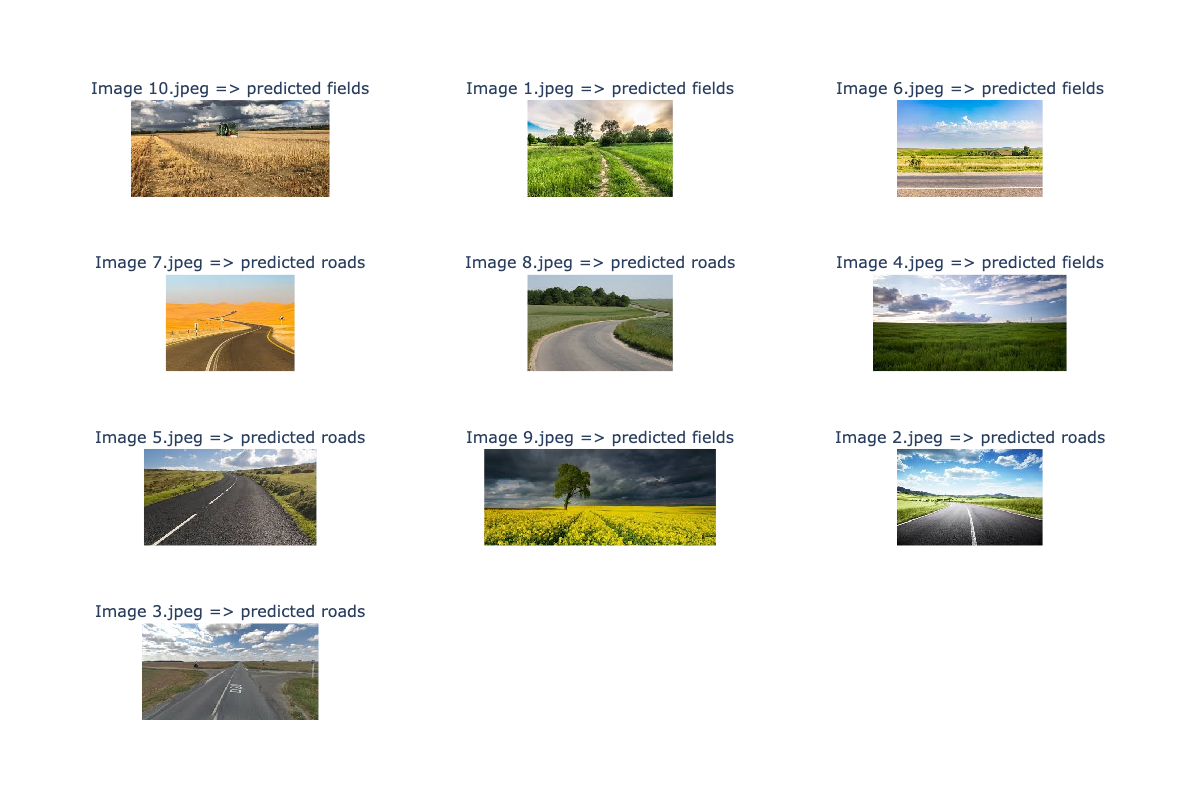 Image 10.jpeg => predicted fields
Image 1.jpeg => predicted fields
Image 6.jpeg => predicted fields
Image 7.jpeg => predicted roads
Image 8.jpeg => predicted roads
Image 4.jpeg => predicted fields
Image 5.jpeg => predicted roads
Image 9.jpeg => predicted fields
Image 2.jpeg => predicted roads
Image 3.jpeg => predicted roads